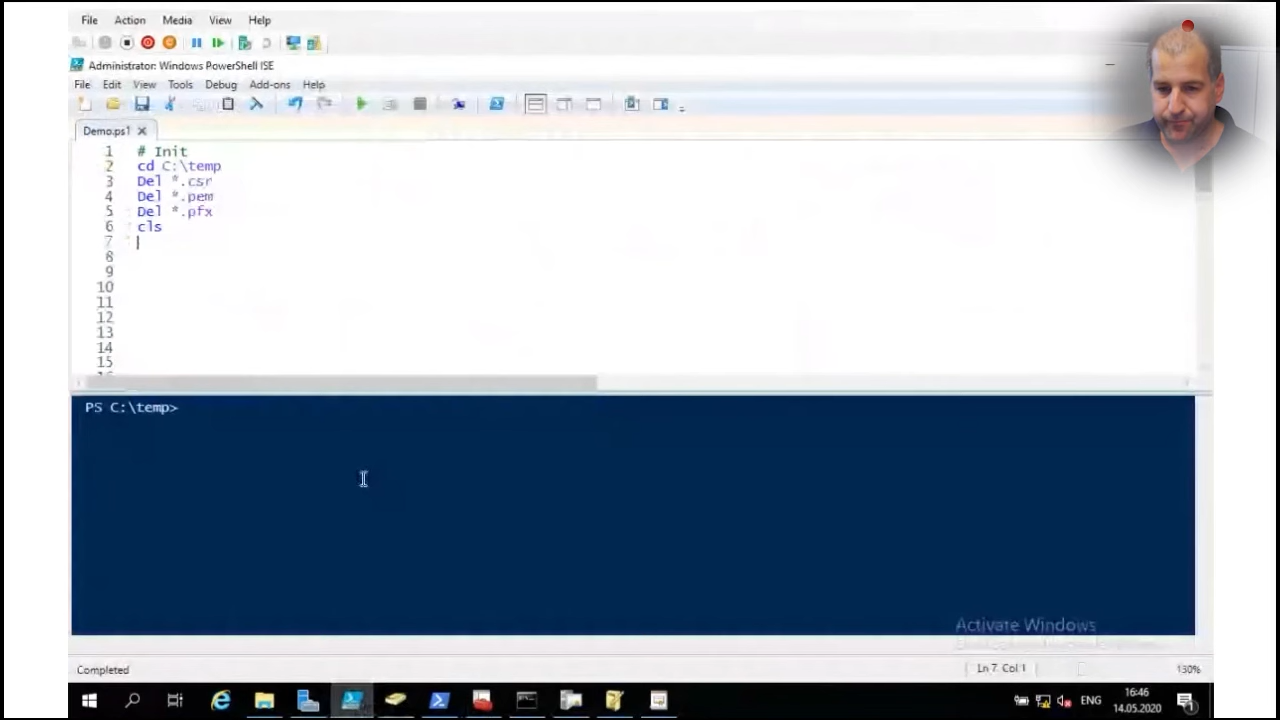 File Action Media View Help
Administrator: Windows PowerShell ISE
File Edit View Tools Debug Add-ons Help
Demo.ps1
1 # Init
2 cd C:\temp
3 Del *.csr
4 Del *.pem
5 Del *.pfx
6 cls
7
8
9
10
11
12
13
14
15
PS C:\temp>
Activate Windows
Completed
Ln 7 Col 1
130%
ENG
16:46
14.05.2020
1